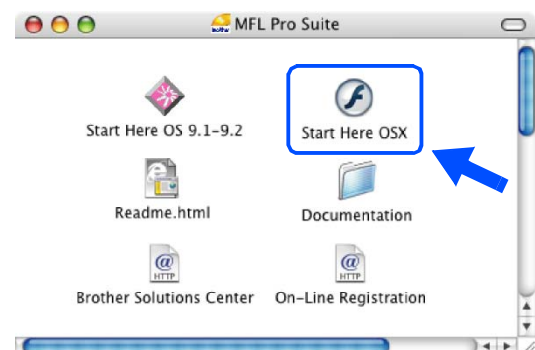 MFL Pro Suite
Start Here OS 9.1-9.2
Start Here OSX
Readme.html
Documentation
@
HTTP
@
HTTP
Brother Solutions Center
On-Line Registration